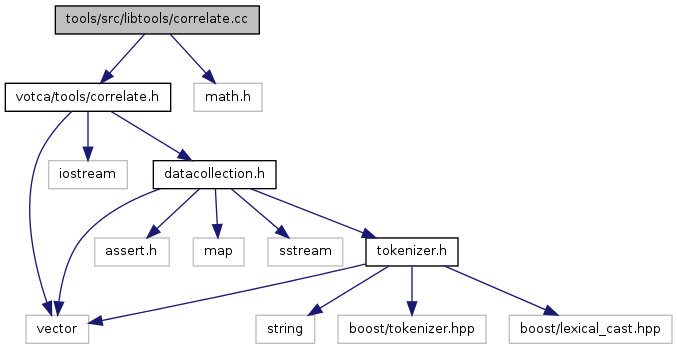 tools/src/libtools/correlate.cc
votca/tools/correlate.h
math.h
iostream
datacollection.h
assert.h
map
sstream
tokenizer.h
vector
string
boost/tokenizer.hpp
boost/lexical_cast.hpp